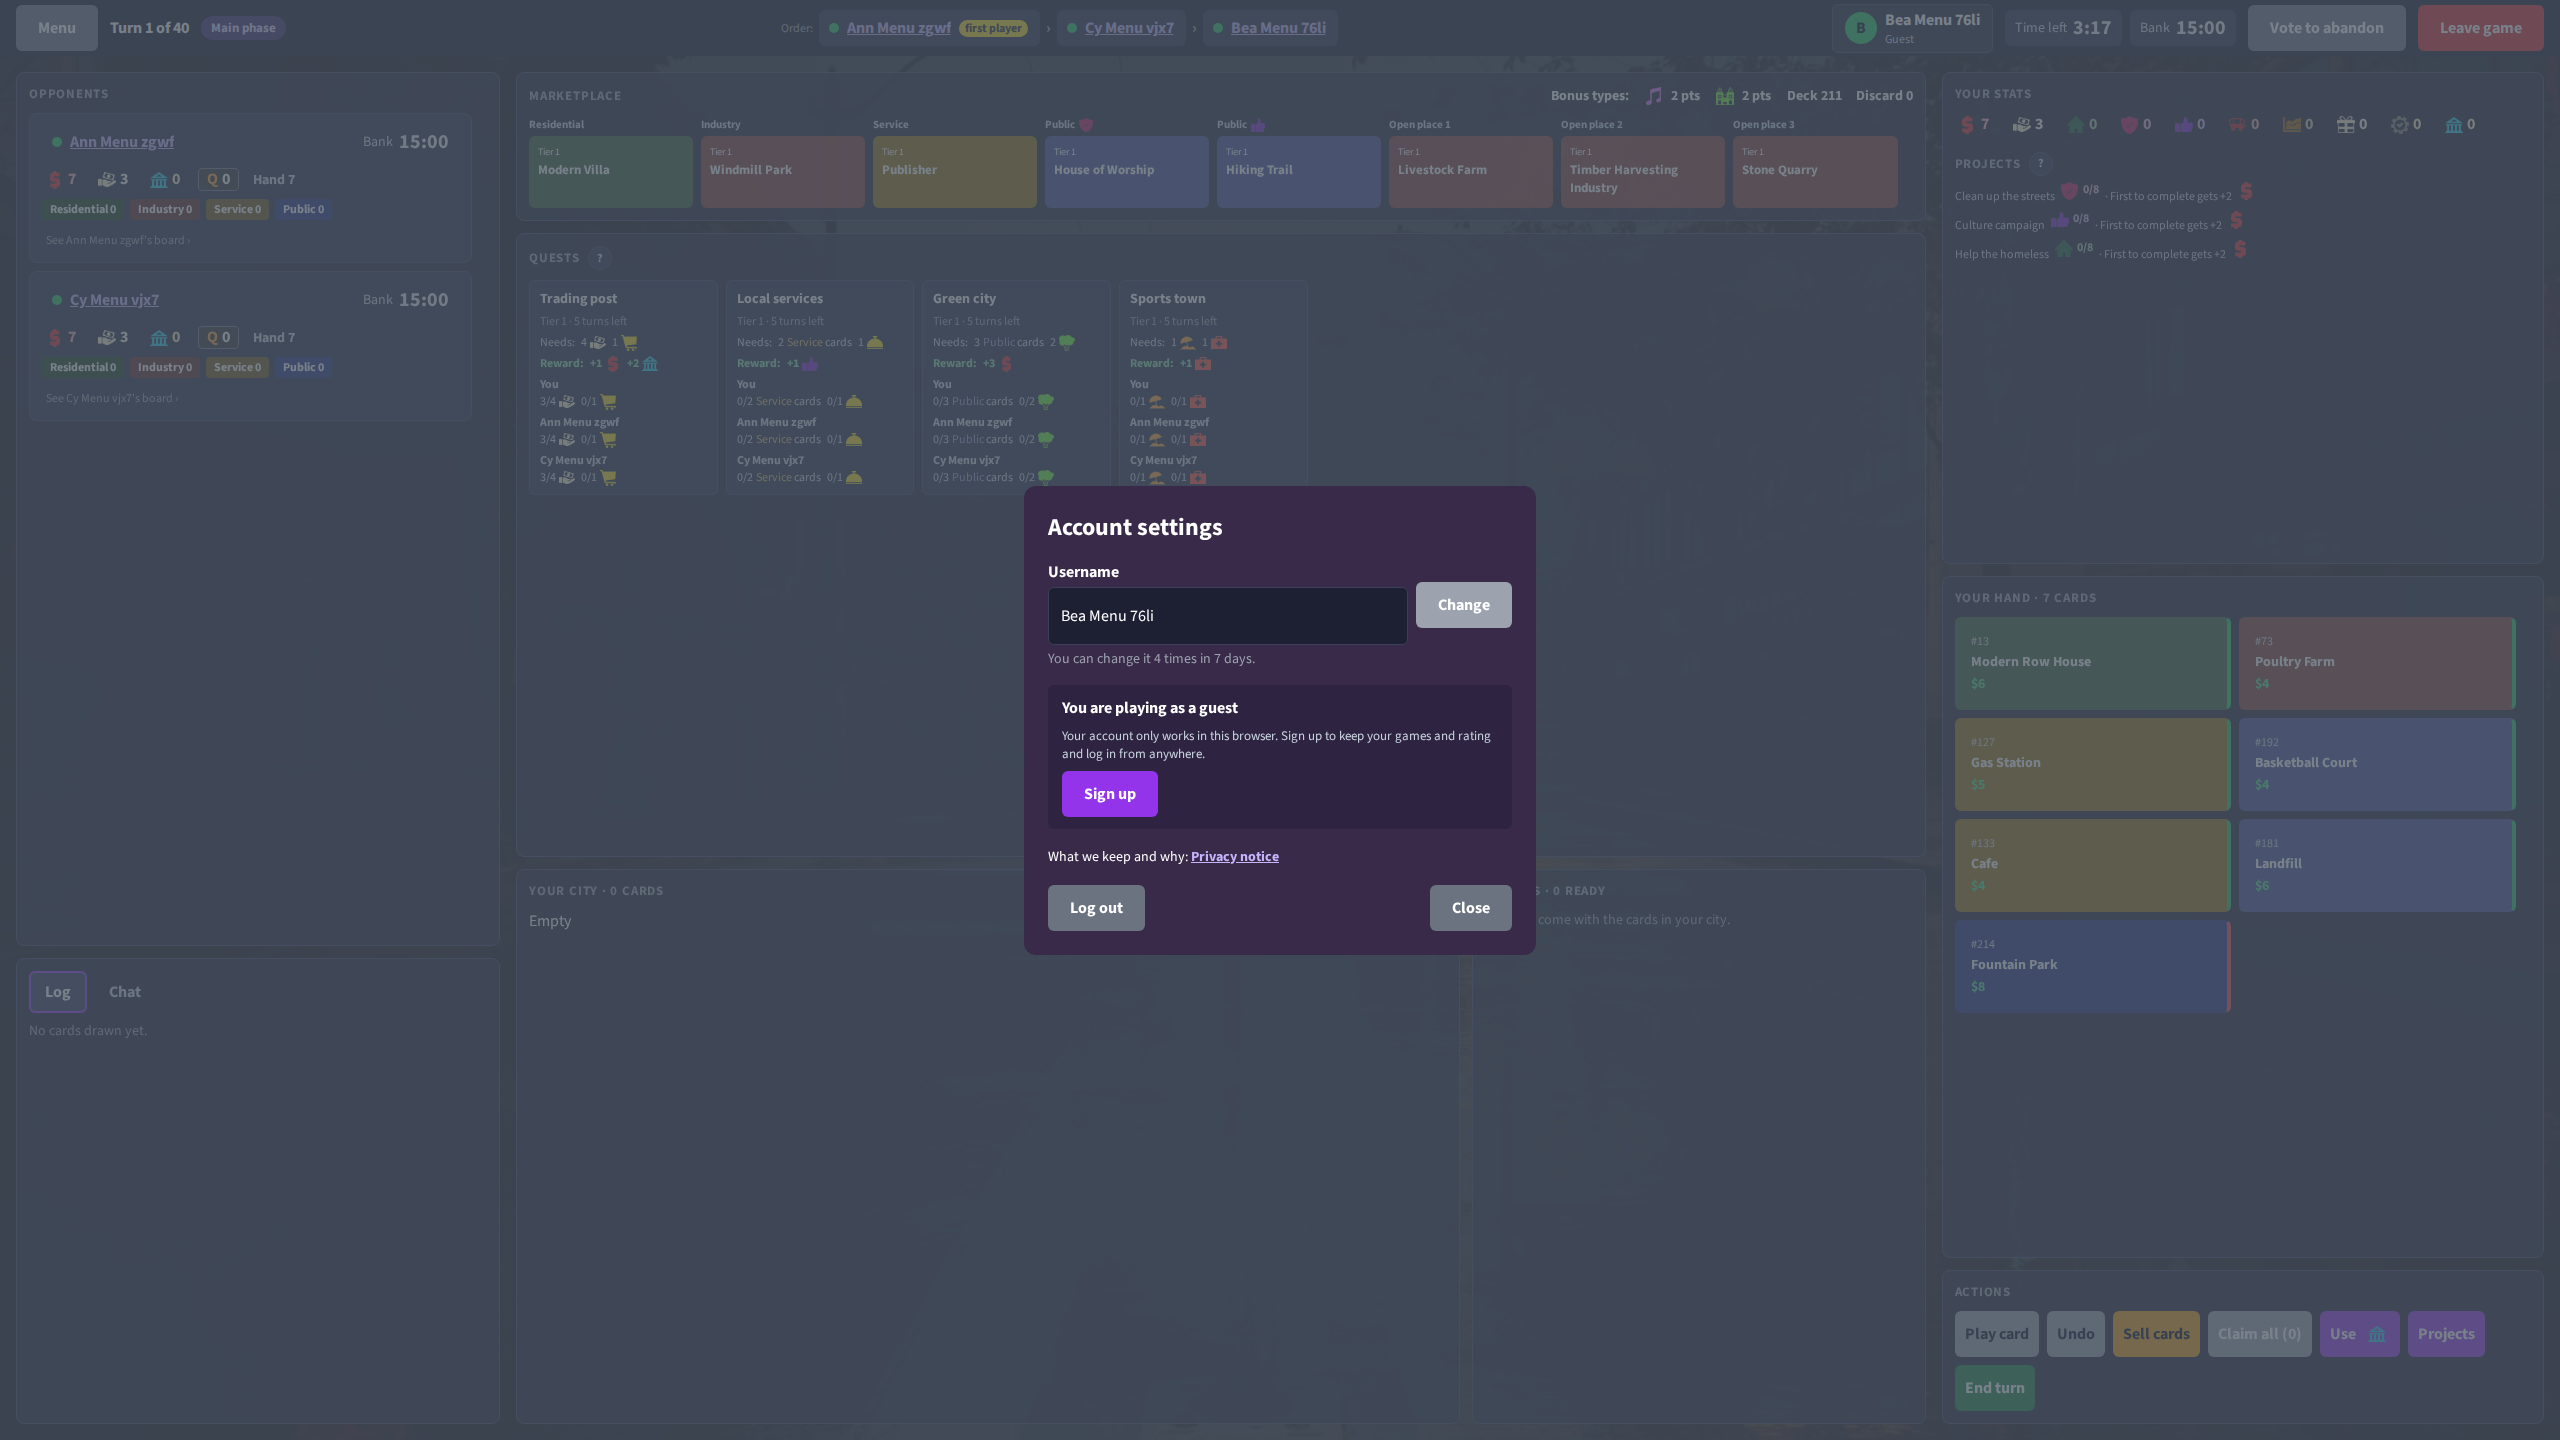 Menu
Turn 1 of 40
Main phase
Order:
Ann Menu zgwf
first player
›
Cy Menu vjx7
›
Bea Menu 76li
B
Bea Menu 76li
Guest
Time left 3:17
Bank 15:00
Vote to abandon
Leave game
OPPONENTS
Ann Menu zgwf
Bank 15:00
7 3 0 Q 0 Hand 7
Residential 0 Industry 0 Service 0 Public 0
See Ann Menu zgwf's board ›
Cy Menu vjx7
Bank 15:00
7 3 0 Q 0 Hand 7
Residential 0 Industry 0 Service 0 Public 0
See Cy Menu vjx7's board ›
Log
Chat
No cards drawn yet.
MARKETPLACE
Bonus types: 2 pts 2 pts Deck 211 Discard 0
Residential
Tier 1
Modern Villa
Industry
Tier 1
Windmill Park
Service
Tier 1
Publisher
Public
Tier 1
House of Worship
Public
Tier 1
Hiking Trail
Open place 1
Tier 1
Livestock Farm
Open place 2
Tier 1
Timber Harvesting
Industry
Open place 3
Tier 1
Stone Quarry
QUESTS ?
Trading post
Tier 1 · 5 turns left
Needs: 4 1
Reward: +1 +2
You
3/4 0/1
Ann Menu zgwf
3/4 0/1
Cy Menu vjx7
3/4 0/1
Local services
Tier 1 · 5 turns left
Needs: 2 Service cards 1
Reward: +1
You
0/2 Service cards 0/1
Ann Menu zgwf
0/2 Service cards 0/1
Cy Menu vjx7
0/2 Service cards 0/1
Green city
Tier 1 · 5 turns left
Needs: 3 Public cards 2
Reward: +3
You
0/3 Public cards 0/2
Ann Menu zgwf
0/3 Public cards 0/2
Cy Menu vjx7
0/3 Public cards 0/2
Sports town
Tier 1 · 5 turns left
Needs: 1 1
Reward: +1
You
0/1 0/1
Ann Menu zgwf
0/1 0/1
Cy Menu vjx7
0/1 0/1
Account settings
Username
Bea Menu 76li
Change
You can change it 4 times in 7 days.
You are playing as a guest
Your account only works in this browser. Sign up to keep your games and rating
and log in from anywhere.
Sign up
What we keep and why: Privacy notice
Log out
Close
YOUR CITY · 0 CARDS
Empty
S · 0 READY
come with the cards in your city.
YOUR STATS
7 3 0 0 0 0 0 0 0 0
PROJECTS ?
Clean up the streets 0/8 · First to complete gets +2
Culture campaign 0/8 · First to complete gets +2
Help the homeless 0/8 · First to complete gets +2
YOUR HAND · 7 CARDS
#13
Modern Row House
$6
#73
Poultry Farm
$4
#127
Gas Station
$5
#192
Basketball Court
$4
#133
Cafe
$4
#181
Landfill
$6
#214
Fountain Park
$8
ACTIONS
Play card
Undo
Sell cards
Claim all (0)
Use
Projects
End turn